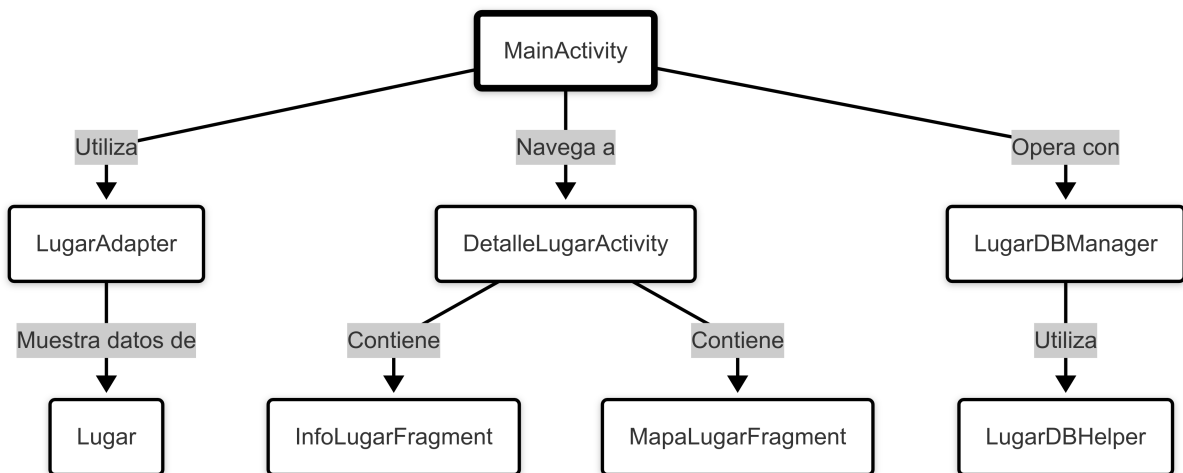 MainActivity
Utiliza
Navega a
Opera con
LugarAdapter
DetalleLugarActivity
LugarDBManager
Muestra datos de
Contiene
Contiene
Utiliza
Lugar
InfoLugarFragment
MapaLugarFragment
LugarDBHelper